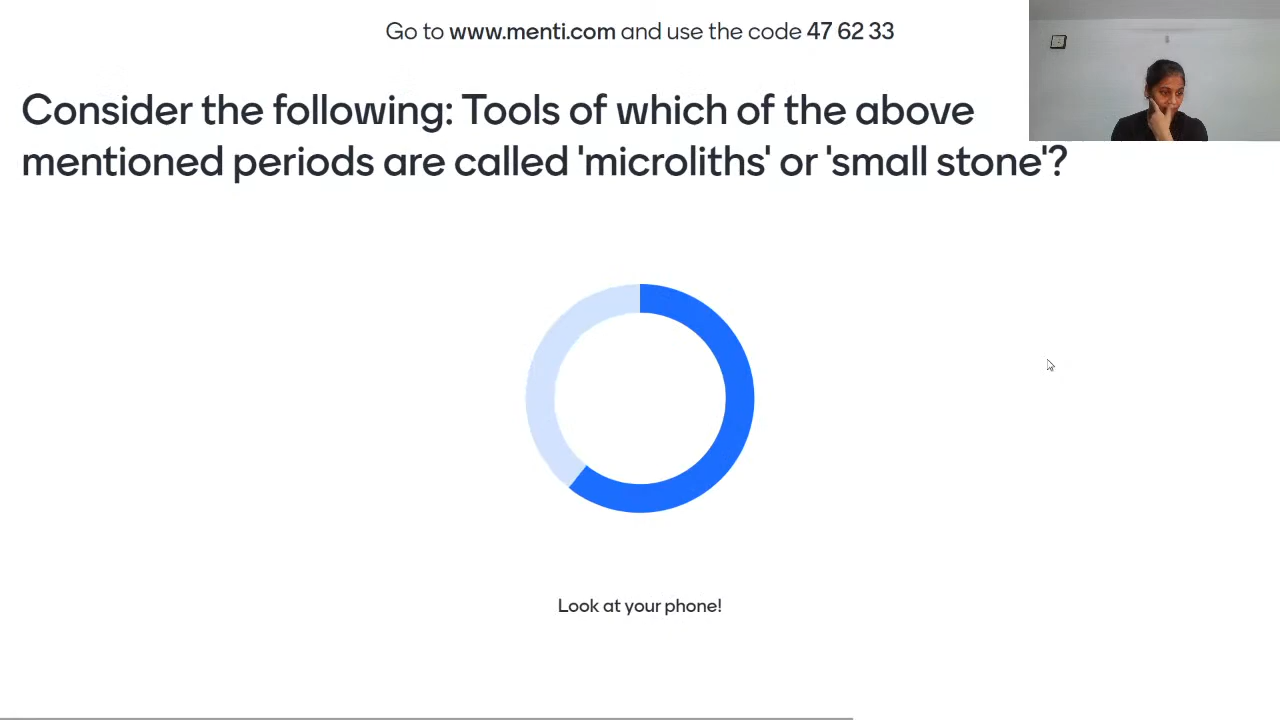 Go to www.menti.com and use the code 47 62 33
Consider the following: Tools of which of the above
mentioned periods are called 'microliths' or 'small stone'?
Look at your phone!